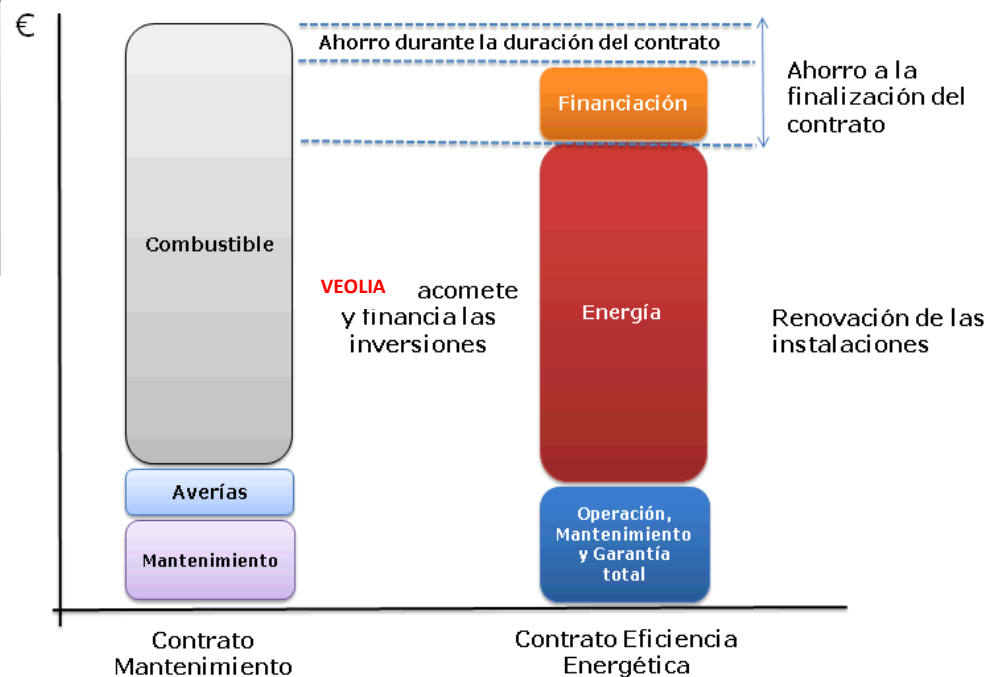 €
Ahorro durante la duración del contrato
Ahorro a la
finalización del
contrato
Financiación
Combustible
VEOLIA acomete
y financia las
inversiones
Energía
Renovación de las
instalaciones
Averías
Mantenimiento
Operación,
Mantenimiento
y Garantía
total
Contrato
Mantenimiento
Contrato Eficiencia
Energética